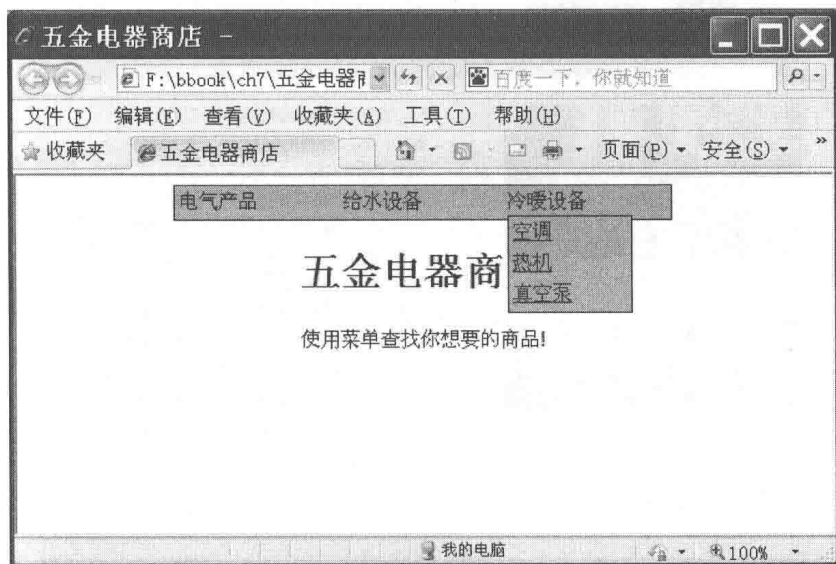 五金电器商店 -
F:\bbook\ch7\五金电器商 百度一下，你就知道
文件(F) 编辑(E) 查看(V) 收藏夹(A) 工具(T) 帮助(H)
收藏夹 五金电器商店 页面(P) 安全(S) »
电气产品 给水设备 冷暖设备
空调
热机
真空泵
五金电器商
使用菜单查找你想要的商品!
我的电脑 100%